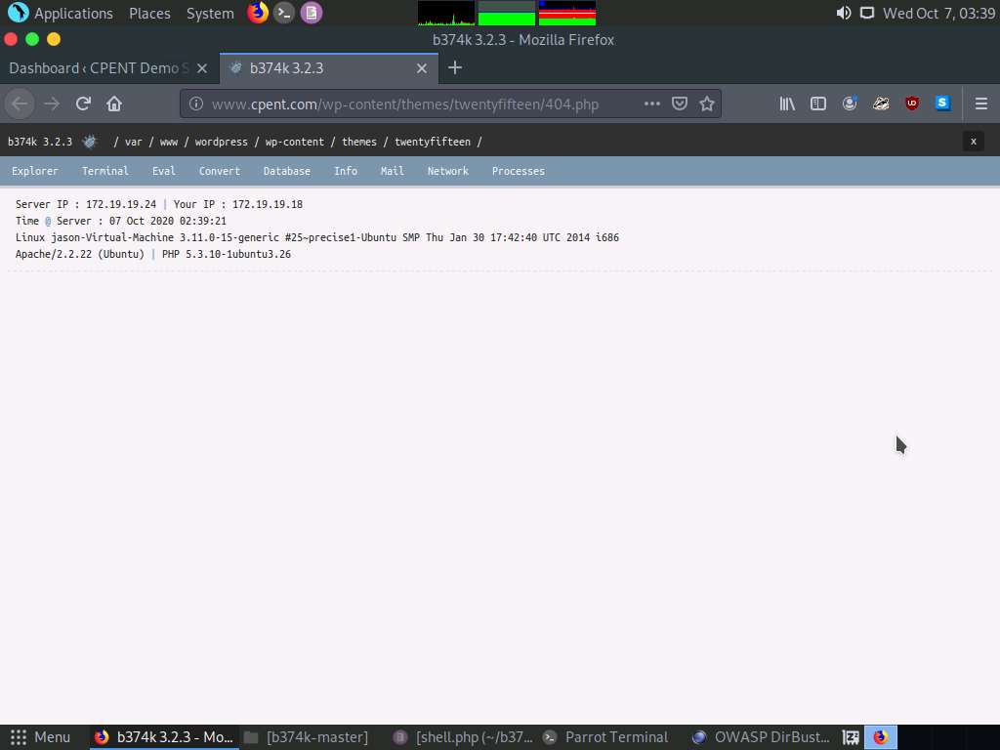 Applications Places System Wed Oct 7, 03:39
b374k 3.2.3 - Mozilla Firefox
Dashboard ‹ CPENT Demo S b374k 3.2.3
www.cpent.com/wp-content/themes/twentyfifteen/404.php
b374k 3.2.3 / var / www / wordpress / wp-content / themes / twentyfifteen / x
Explorer Terminal Eval Convert Database Info Mail Network Processes
Server IP : 172.19.19.24 | Your IP : 172.19.19.18
Time @ Server : 07 Oct 2020 02:39:21
Linux jason-Virtual-Machine 3.11.0-15-generic #25~precise1-Ubuntu SMP Thu Jan 30 17:42:40 UTC 2014 i686
Apache/2.2.22 (Ubuntu) | PHP 5.3.10-1ubuntu3.26
Menu b374k 3.2.3 - Mo... [b374k-master] [shell.php (~/b37... Parrot Terminal OWASP DirBust...